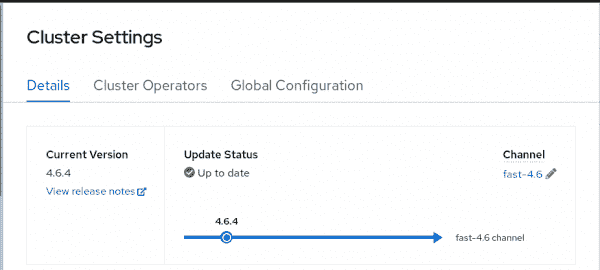 Cluster Settings
Details Cluster Operators Global Configuration
Current Version Update Status Channel
4.6.4 Up to date fast-4.6
View release notes
4.6.4
fast-4.6 channel